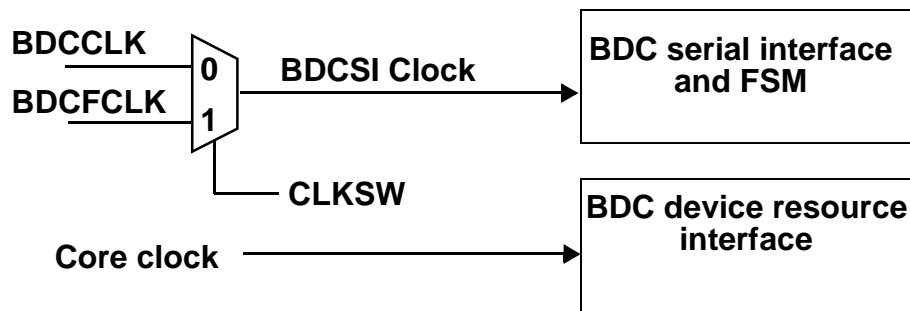 BDCCLK
0
BDCSI Clock
BDC serial interface
and FSM
BDCFCLK
1
CLKSW
BDC device resource
interface
Core clock